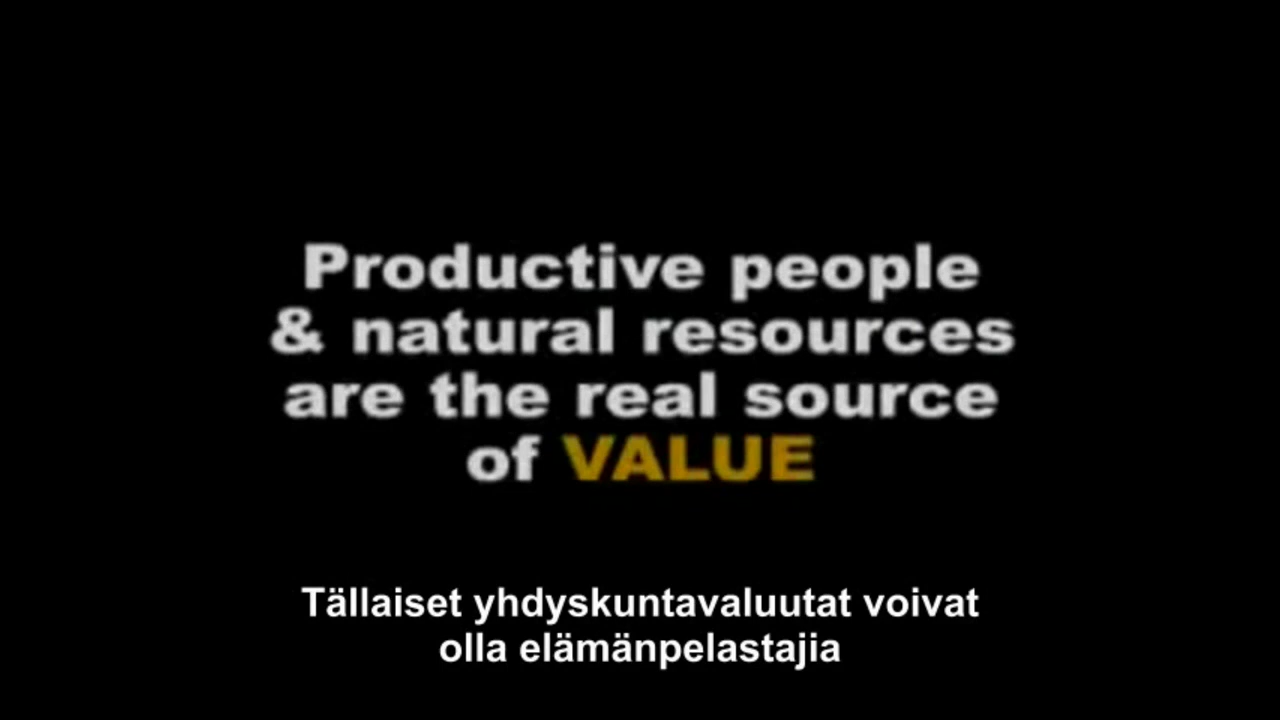 Productive people
& natural resources
are the real source
of VALUE
Tällaiset yhdyskuntavaluutat voivat
olla elämänpelastajia